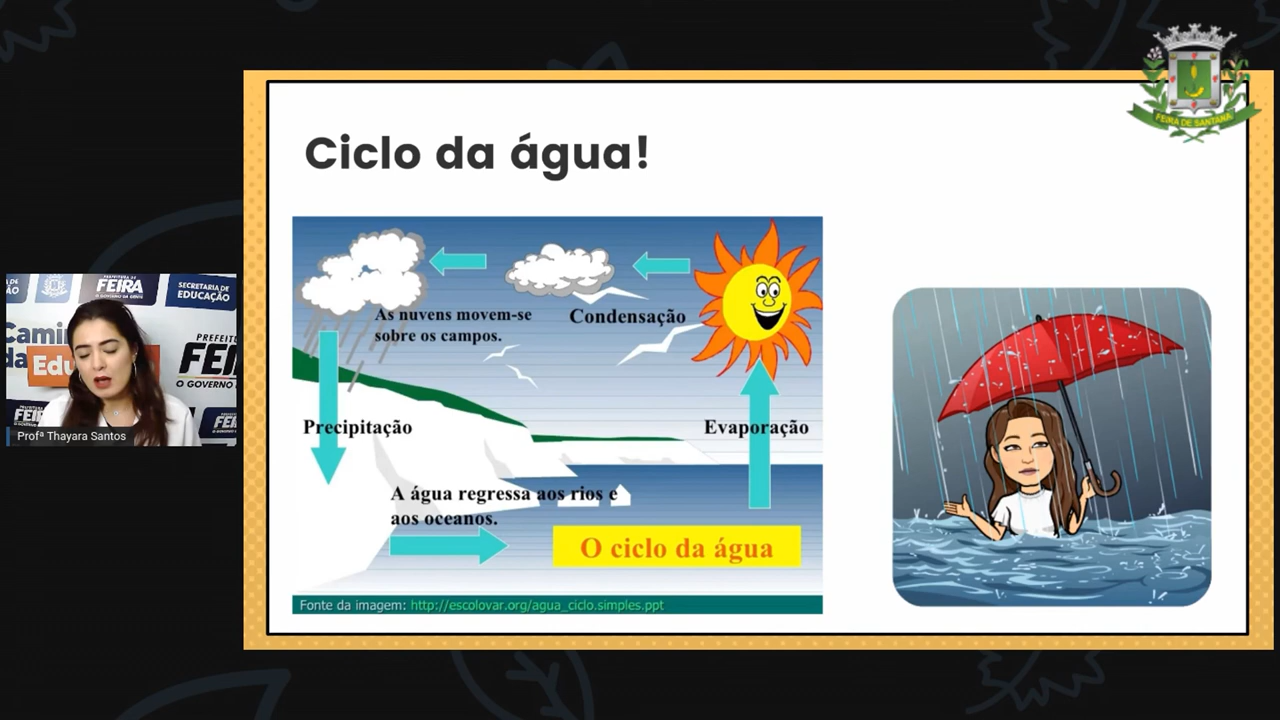 FEIRA DE SANTANA
Ciclo da água!
As nuvens movem-se
sobre os campos.
Condensação
Precipitação
Evaporação
A água regressa aos rios e
aos oceanos.
O ciclo da água
Fonte da imagem: http://escolovar.org/agua_ciclo.simples.ppt
PREFEITURA DE
FEIRA
O GOVERNO DA GENTE
SECRETARIA DE
EDUCAÇÃO
Profª Thayara Santos